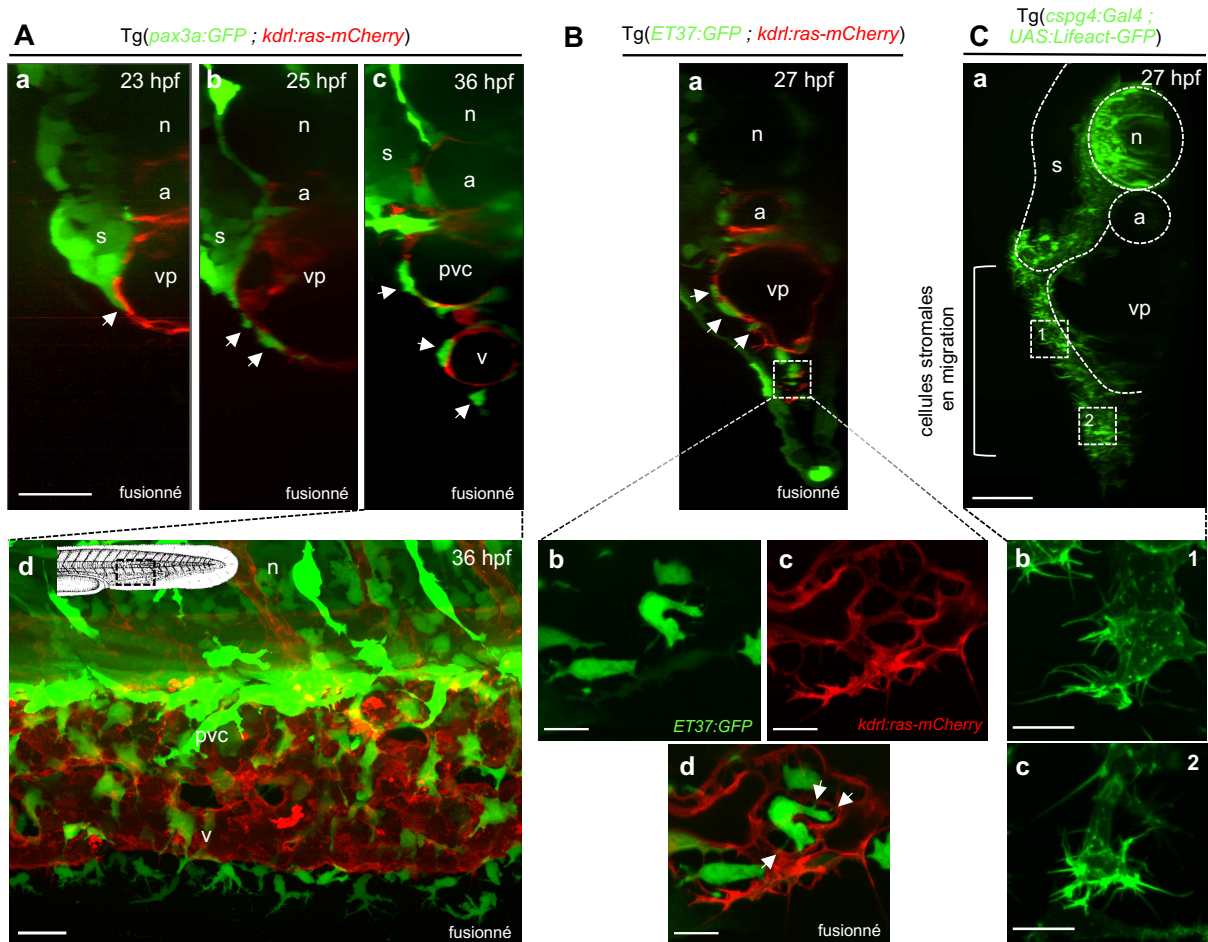 A
Tg(pax3a:GFP ; kdrl:ras-mCherry)
a
23 hpf
n
a
s
vp
b
25 hpf
n
a
s
vp
fusionné
c
36 hpf
n
s
a
pvc
v
fusionné
fusionné
d
36 hpf
n
pvc
v
fusionné
B
Tg(ET37:GFP ; kdrl:ras-mCherry)
a
27 hpf
n
a
vp
fusionné
b
ET37:GFP
c
kdrl:ras-mCherry
d
fusionné
C
Tg(cspg4:Gal4 ;
UAS:Lifeact-GFP)
a
27 hpf
n
s
a
vp
1
2
cellules stromales
en migration
b
1
c
2